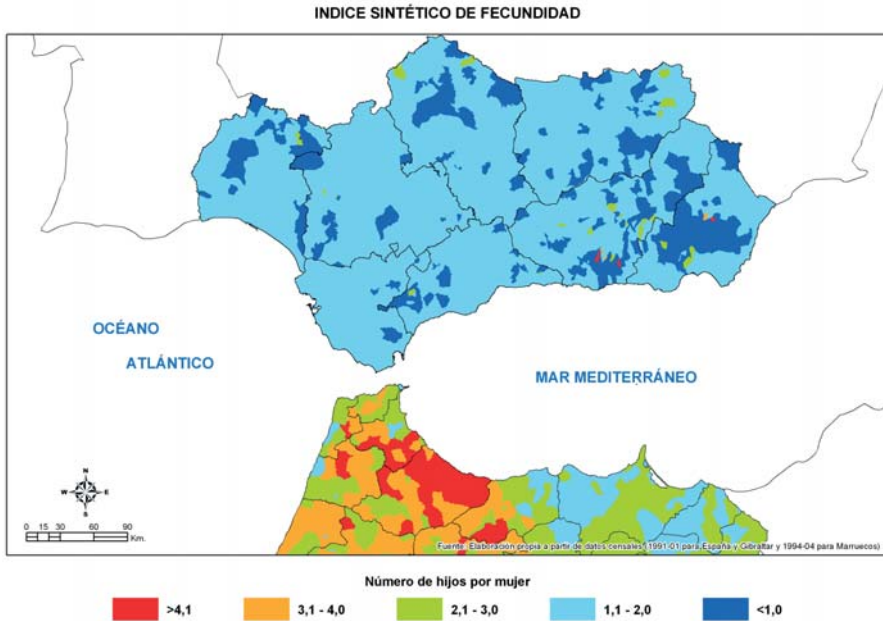 INDICE SINTÉTICO DE FECUNDIDAD
OCÉANO
ATLÁNTICO
MAR MEDITERRÁNEO
N
W E
S
0 15 30 60 90
Km.
Fuente: Elaboración propia a partir de datos censales (1991-01 para España y Gibraltar y 1994-04 para Marruecos)
Número de hijos por mujer
>4,1 3,1 - 4,0 2,1 - 3,0 1,1 - 2,0 <1,0